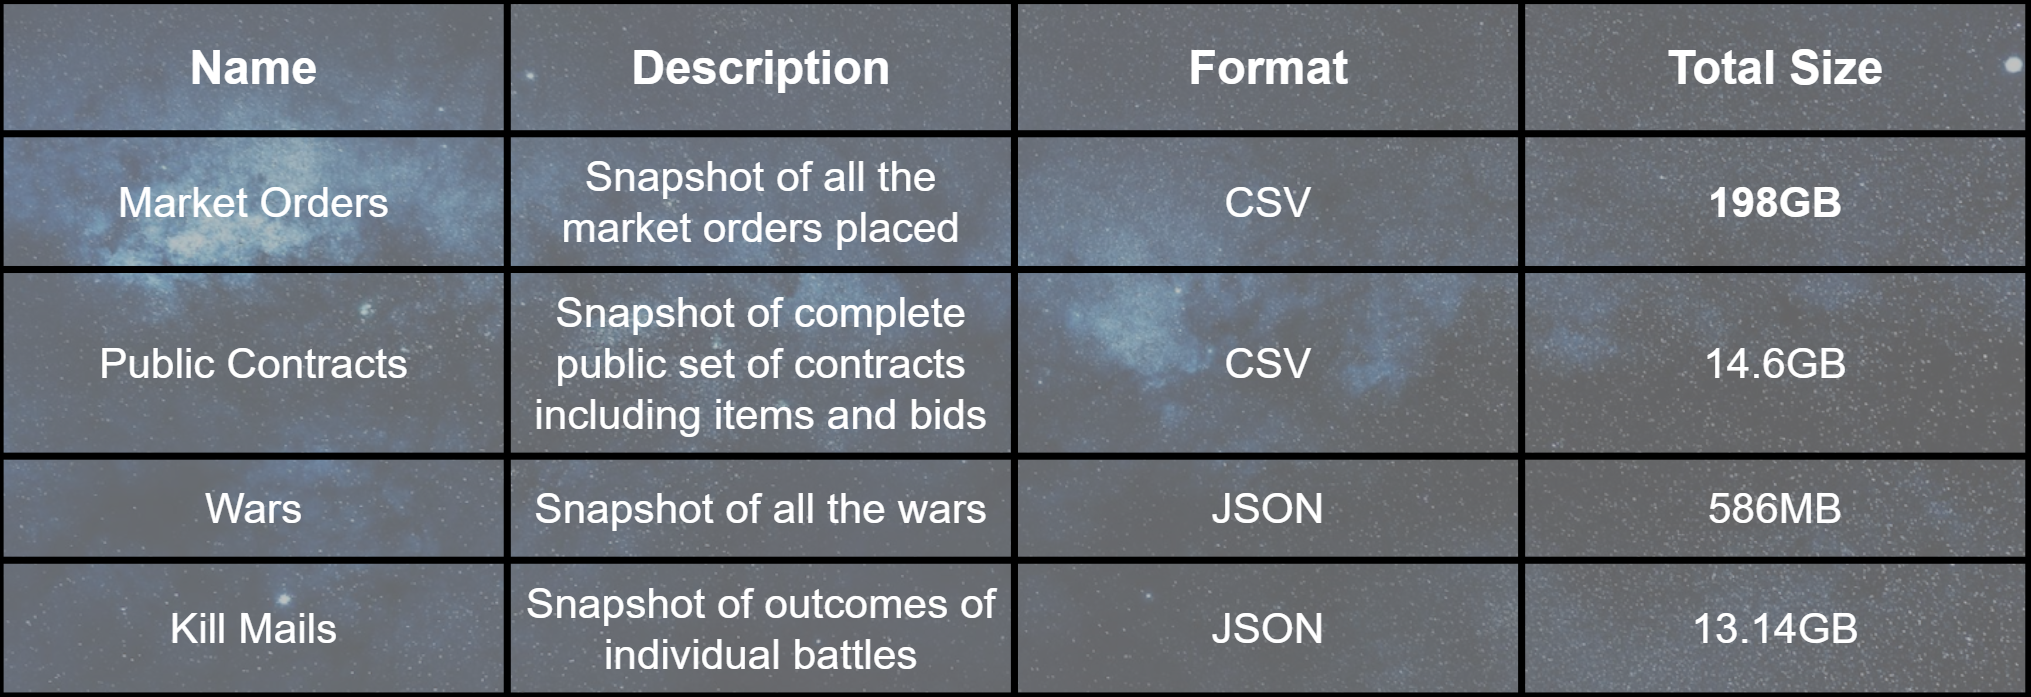 Name Description Format Total Size
Market Orders
Snapshot of all the
market orders placed
CSV
198GB
Public Contracts
Snapshot of complete
public set of contracts
including items and bids
CSV
14.6GB
Wars
Snapshot of all the wars
JSON
586MB
Kill Mails
Snapshot of outcomes of
individual battles
JSON
13.14GB